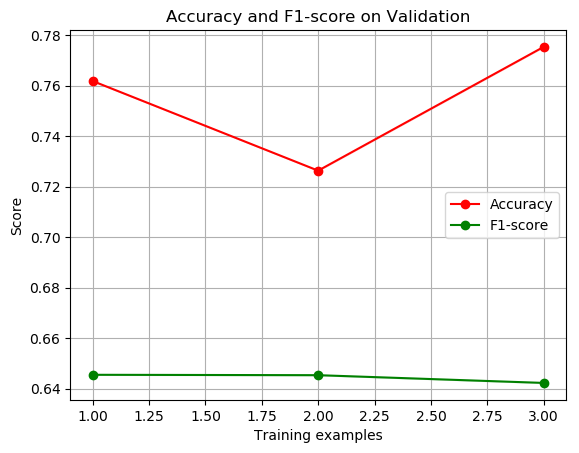 Accuracy and F1-score on Validation
0.78
0.76
0.74
0.72
0.70
0.68
0.66
0.64
Score
Accuracy
F1-score
1.00 1.25 1.50 1.75 2.00 2.25 2.50 2.75 3.00
Training examples